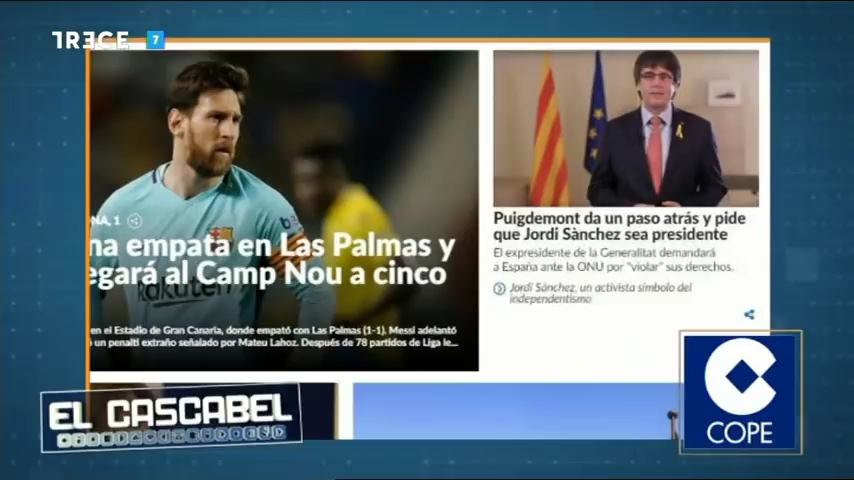 TRECE 7
NA, 1
na empata en Las Palmas y
egará al Camp Nou a cinco
Rakuten
en el Estadio de Gran Canaria, donde empató con Las Palmas (1-1). Messi adelantó
ó un penalti extraño señalado por Mateu Lahoz. Después de 78 partidos de Liga le...
Puigdemont da un paso atrás y pide
que Jordi Sànchez sea presidente
El expresidente de la Generalitat demandará
a España ante la ONU por "violar" sus derechos.
Jordi Sánchez, un activista símbolo del
independentismo
EL CASCABEL
COPE